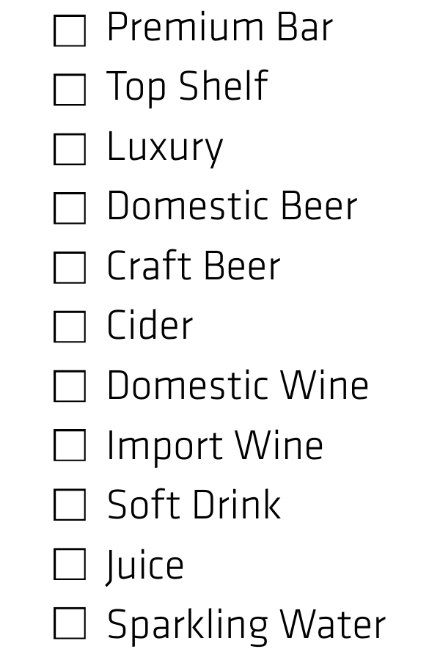 ☐ Premium Bar
☐ Top Shelf
☐ Luxury
☐ Domestic Beer
☐ Craft Beer
☐ Cider
☐ Domestic Wine
☐ Import Wine
☐ Soft Drink
☐ Juice
☐ Sparkling Water